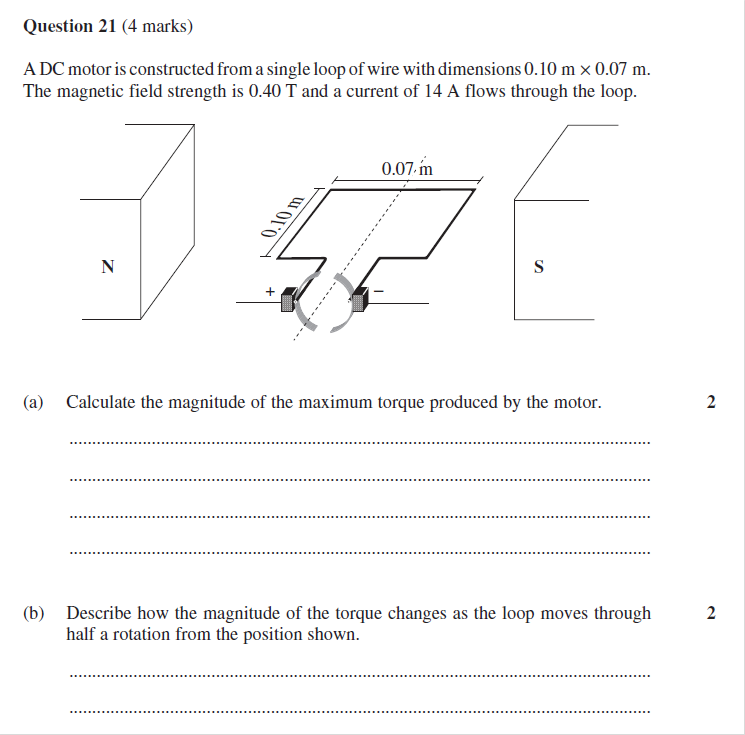 Question 21 (4 marks)
A DC motor is constructed from a single loop of wire with dimensions 0.10 m × 0.07 m.
The magnetic field strength is 0.40 T and a current of 14 A flows through the loop.
0.07 m
0.10 m
N
S
+
–
(a) Calculate the magnitude of the maximum torque produced by the motor. 2
(b) Describe how the magnitude of the torque changes as the loop moves through 2
half a rotation from the position shown.